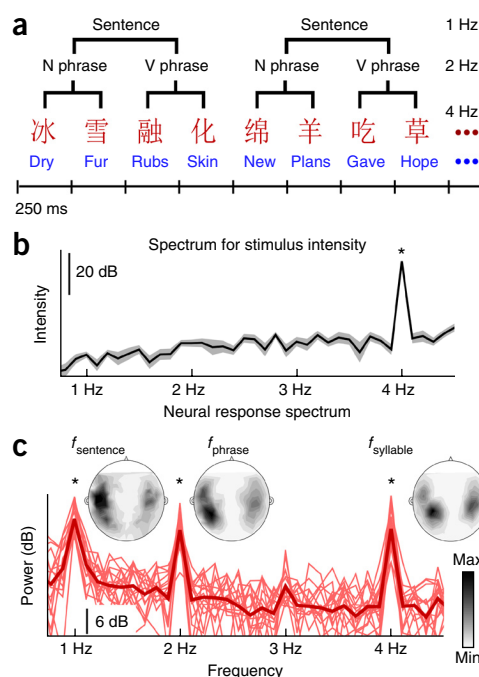 a
Sentence Sentence 1 Hz
N phrase V phrase N phrase V phrase 2 Hz
4 Hz
冰 雪 融 化 绵 羊 吃 草 •••
Dry Fur Rubs Skin New Plans Gave Hope •••
250 ms
b
Spectrum for stimulus intensity
*
20 dB
Intensity
1 Hz 2 Hz 3 Hz 4 Hz
Neural response spectrum
c
fsentence fphrase fsyllable
* * *
Max
Power (dB)
6 dB
Min
1 Hz 2 Hz 3 Hz 4 Hz
Frequency